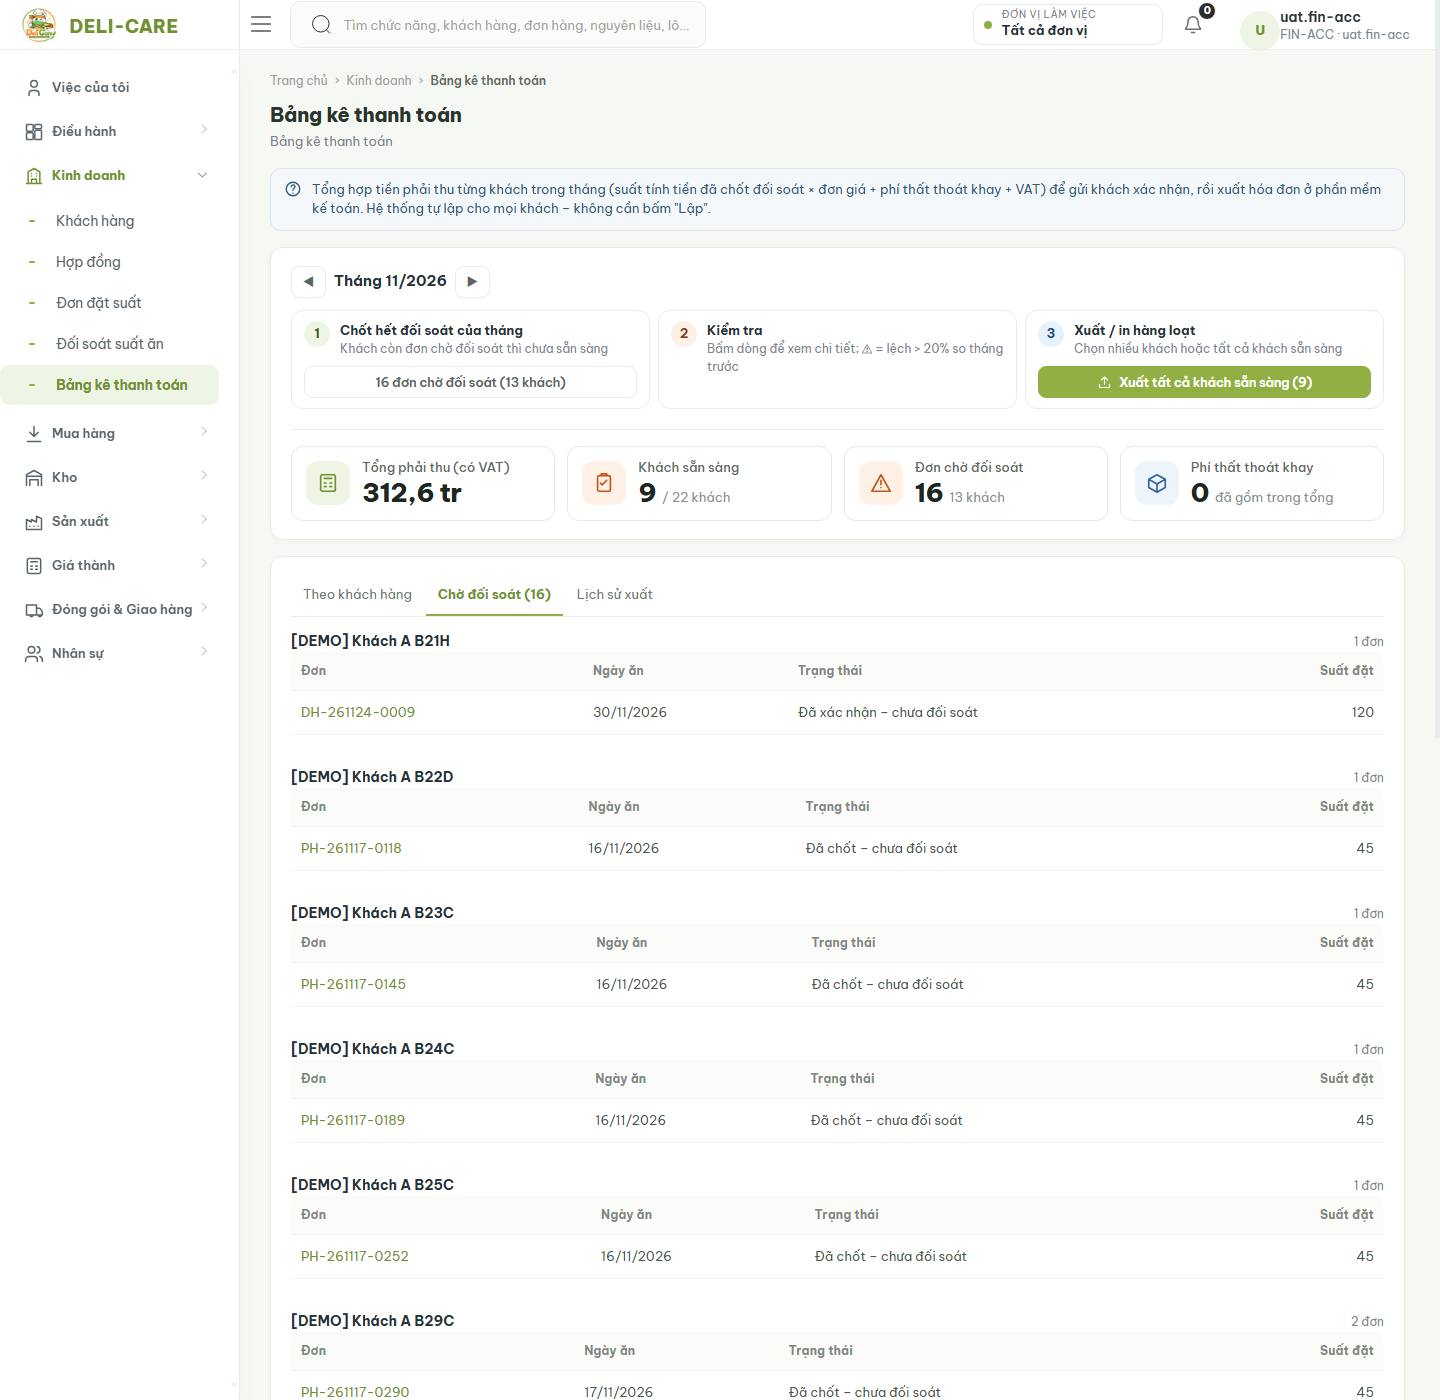 DELI-CARE
Tìm chức năng, khách hàng, đơn hàng, nguyên liệu, lô...
ĐƠN VỊ LÀM VIỆC
Tất cả đơn vị
0
U
uat.fin-acc
FIN-ACC · uat.fin-acc
Việc của tôi
Điều hành
Kinh doanh
- Khách hàng
- Hợp đồng
- Đơn đặt suất
- Đối soát suất ăn
- Bảng kê thanh toán
Mua hàng
Kho
Sản xuất
Giá thành
Đóng gói & Giao hàng
Nhân sự
Trang chủ › Kinh doanh › Bảng kê thanh toán
Bảng kê thanh toán
Bảng kê thanh toán
Tổng hợp tiền phải thu từng khách trong tháng (suất tính tiền đã chốt đối soát × đơn giá + phí thất thoát khay + VAT) để gửi khách xác nhận, rồi xuất hóa đơn ở phần mềm
kế toán. Hệ thống tự lập cho mọi khách – không cần bấm "Lập".
◀ Tháng 11/2026 ▶
1 Chốt hết đối soát của tháng
Khách còn đơn chờ đối soát thì chưa sẵn sàng
16 đơn chờ đối soát (13 khách)
2 Kiểm tra
Bấm dòng để xem chi tiết; ⚠ = lệch > 20% so tháng
trước
3 Xuất / in hàng loạt
Chọn nhiều khách hoặc tất cả khách sẵn sàng
Xuất tất cả khách sẵn sàng (9)
Tổng phải thu (có VAT)
312,6 tr
Khách sẵn sàng
9 / 22 khách
Đơn chờ đối soát
16 13 khách
Phí thất thoát khay
0 đã gồm trong tổng
Theo khách hàng Chờ đối soát (16) Lịch sử xuất
[DEMO] Khách A B21H 1 đơn
Đơn Ngày ăn Trạng thái Suất đặt
DH-261124-0009 30/11/2026 Đã xác nhận – chưa đối soát 120
[DEMO] Khách A B22D 1 đơn
Đơn Ngày ăn Trạng thái Suất đặt
PH-261117-0118 16/11/2026 Đã chốt – chưa đối soát 45
[DEMO] Khách A B23C 1 đơn
Đơn Ngày ăn Trạng thái Suất đặt
PH-261117-0145 16/11/2026 Đã chốt – chưa đối soát 45
[DEMO] Khách A B24C 1 đơn
Đơn Ngày ăn Trạng thái Suất đặt
PH-261117-0189 16/11/2026 Đã chốt – chưa đối soát 45
[DEMO] Khách A B25C 1 đơn
Đơn Ngày ăn Trạng thái Suất đặt
PH-261117-0252 16/11/2026 Đã chốt – chưa đối soát 45
[DEMO] Khách A B29C 2 đơn
Đơn Ngày ăn Trạng thái Suất đặt
PH-261117-0290 17/11/2026 Đã chốt – chưa đối soát 45